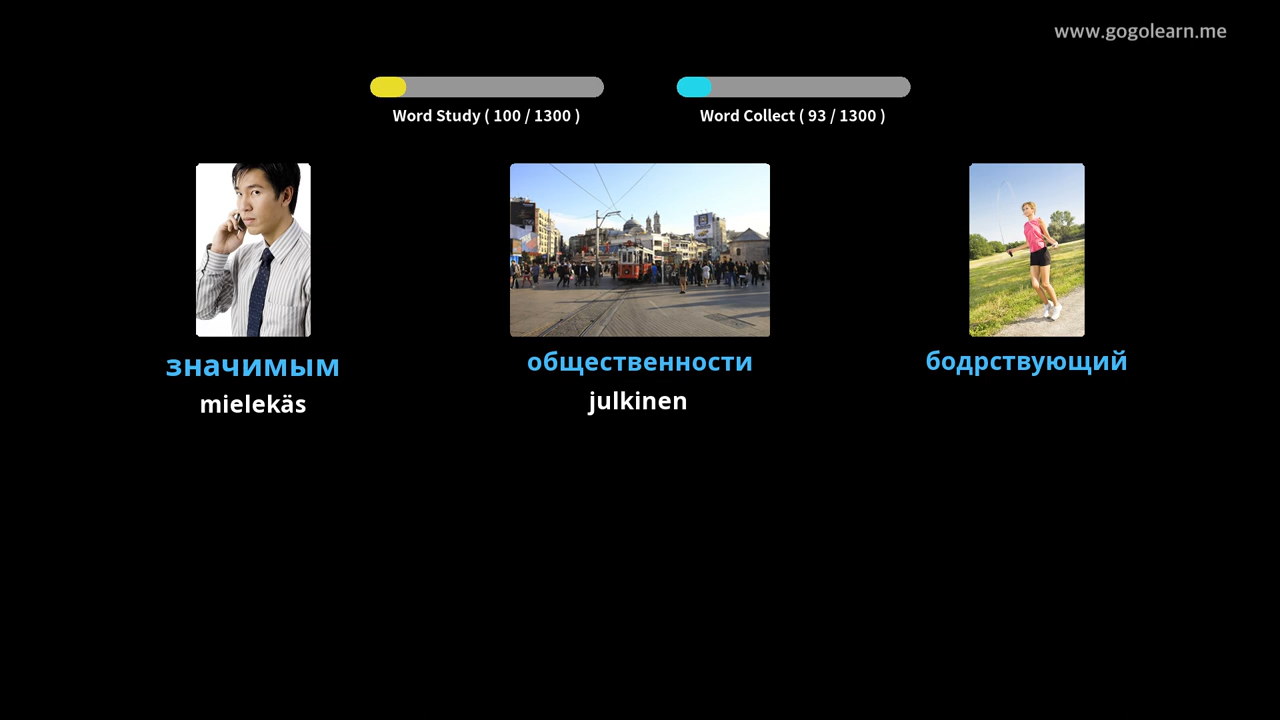 www.gogolearn.me
Word Study ( 100 / 1300 )
Word Collect ( 93 / 1300 )
значимым
mielekäs
общественности
julkinen
бодрствующий